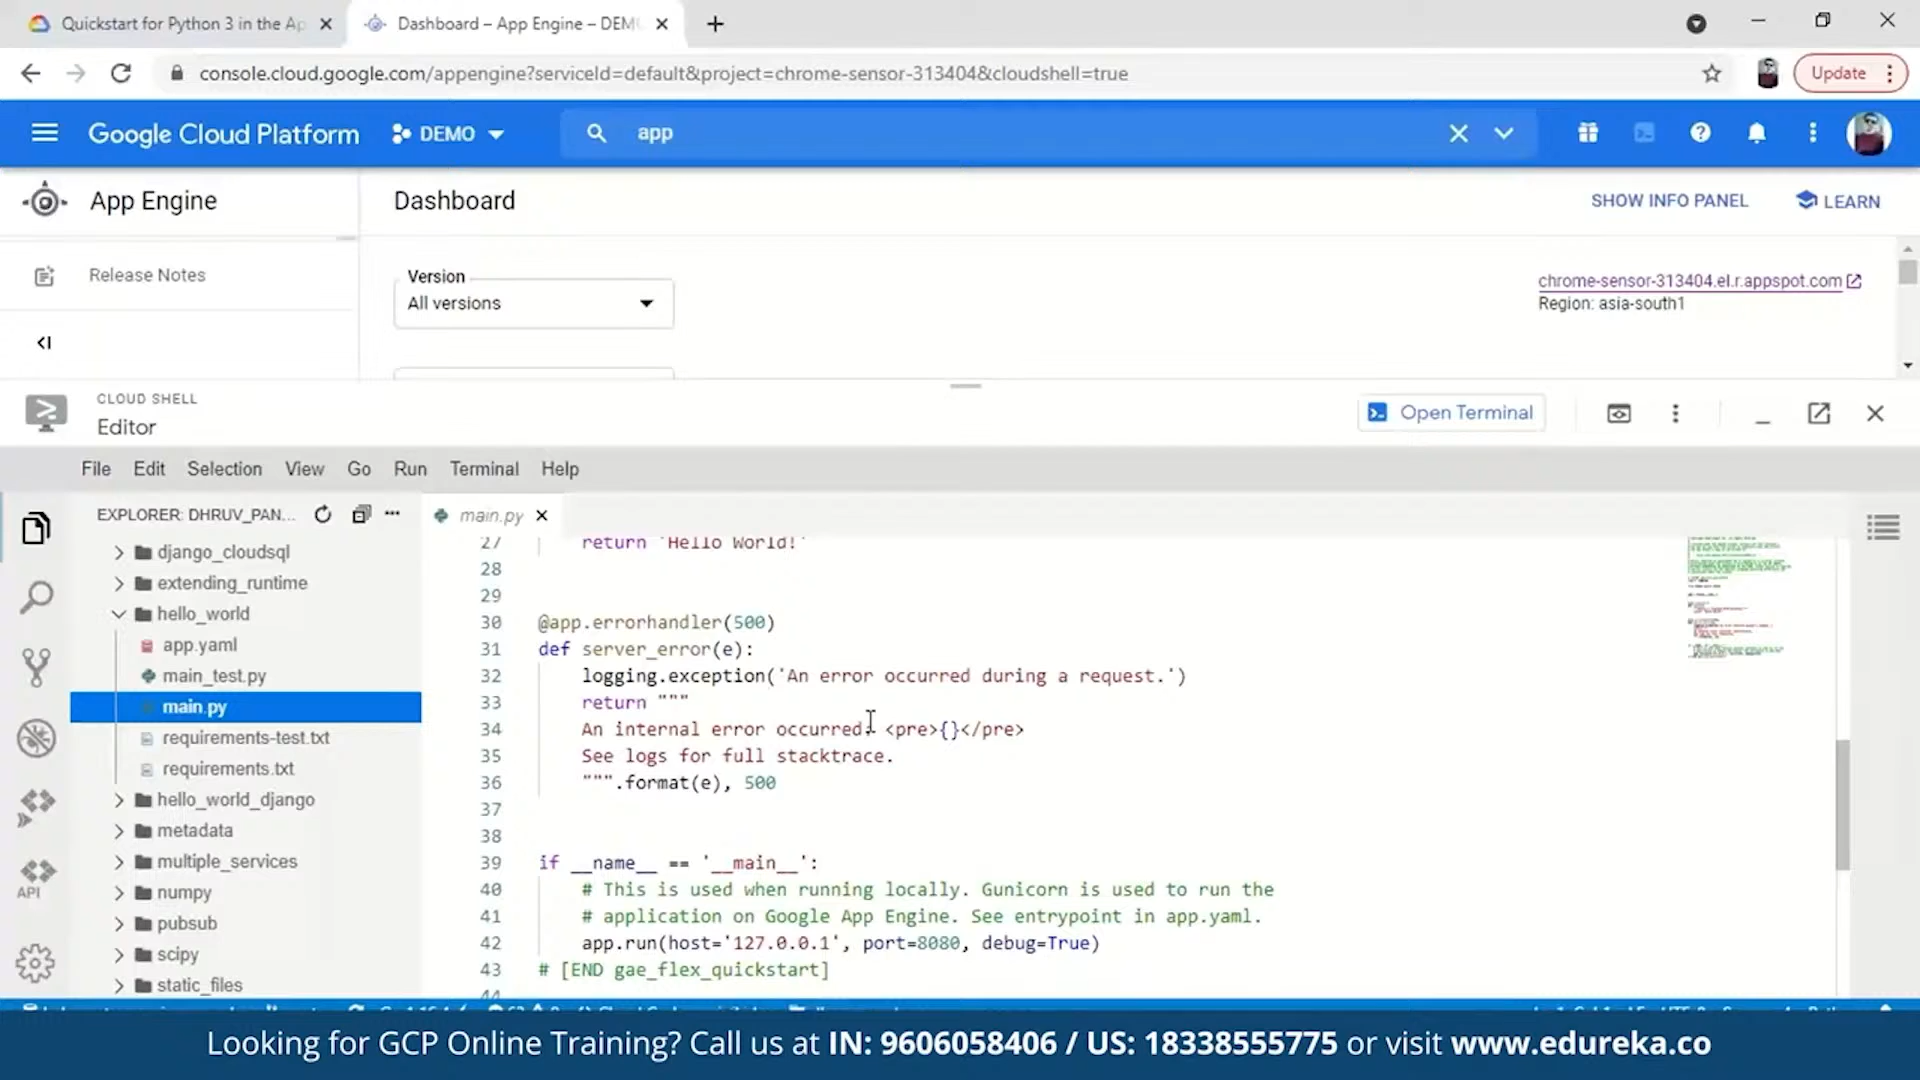 Quickstart for Python 3 in the Ap
Dashboard – App Engine – DEM
console.cloud.google.com/appengine?serviceId=default&project=chrome-sensor-313404&cloudshell=true
Update
Google Cloud Platform
DEMO
app
App Engine
Dashboard
SHOW INFO PANEL
LEARN
Release Notes
Version
All versions
chrome-sensor-313404.el.r.appspot.com
Region: asia-south1
CLOUD SHELL
Editor
Open Terminal
File Edit Selection View Go Run Terminal Help
EXPLORER: DHRUV_PAN...
django_cloudsql
extending_runtime
hello_world
app.yaml
main_test.py
main.py
requirements-test.txt
requirements.txt
hello_world_django
metadata
multiple_services
numpy
pubsub
scipy
static_files
API
main.py
27 return 'Hello World!'
28
29
30 @app.errorhandler(500)
31 def server_error(e):
32 logging.exception('An error occurred during a request.')
33 return """
34 An internal error occurred: <pre>{}</pre>
35 See logs for full stacktrace.
36 """.format(e), 500
37
38
39 if __name__ == '__main__':
40 # This is used when running locally. Gunicorn is used to run the
41 # application on Google App Engine. See entrypoint in app.yaml.
42 app.run(host='127.0.0.1', port=8080, debug=True)
43 # [END gae_flex_quickstart]
44
Looking for GCP Online Training? Call us at IN: 9606058406 / US: 18338555775 or visit www.edureka.co